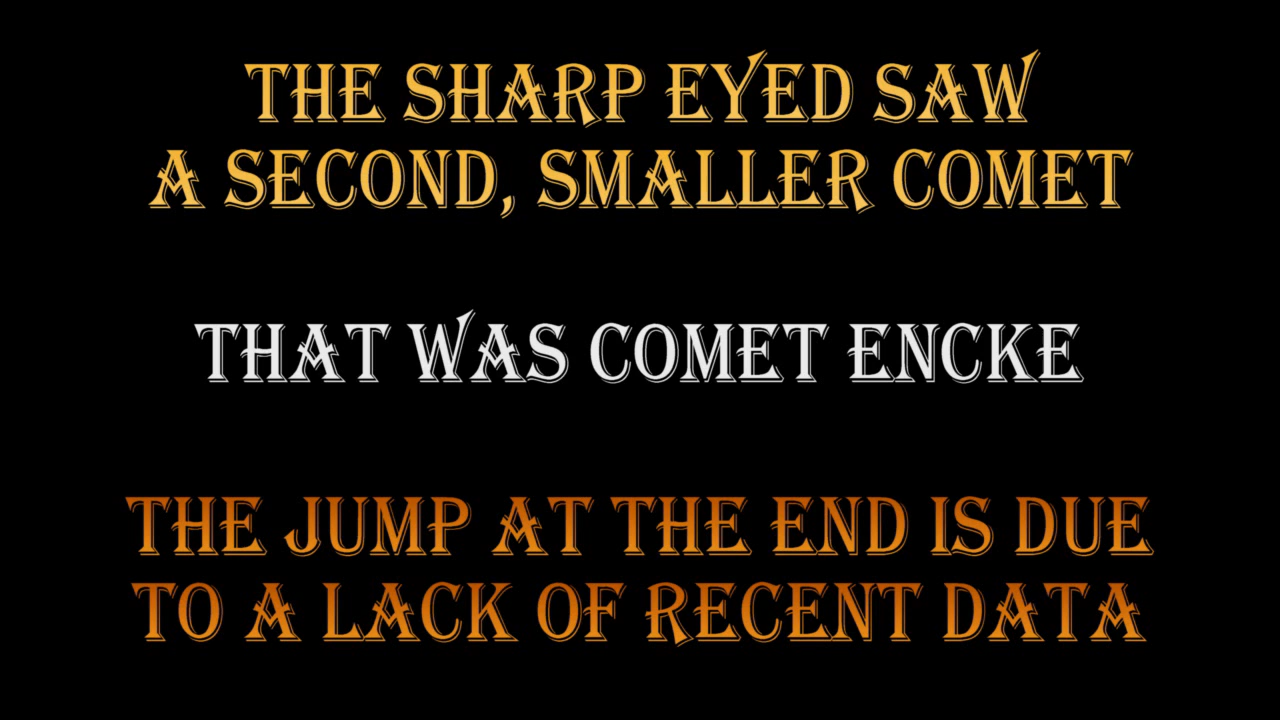 THE SHARP EYED SAW
A SECOND, SMALLER COMET
THAT WAS COMET ENCKE
THE JUMP AT THE END IS DUE
TO A LACK OF RECENT DATA